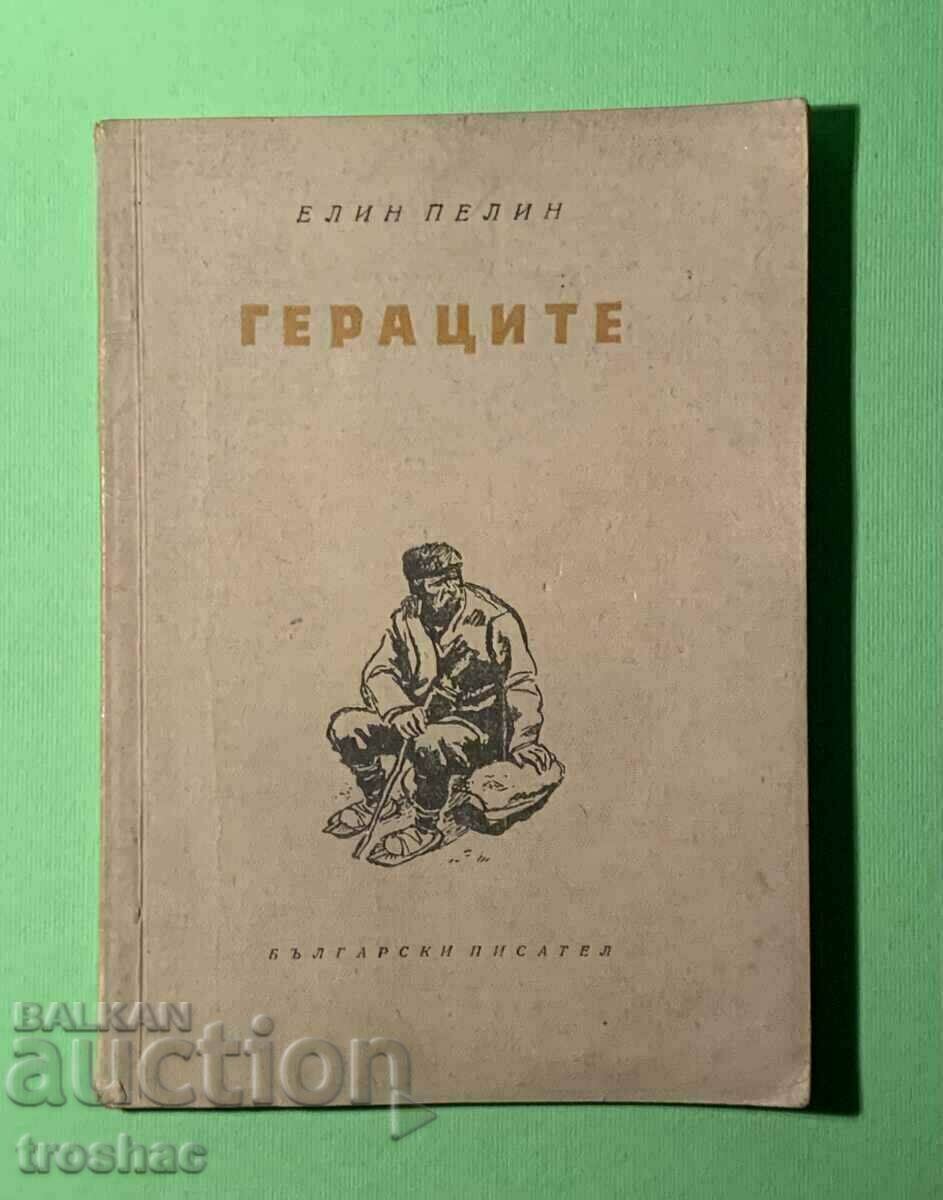 ЕЛИН ПЕЛИН
ГЕРАЦИТЕ
БЪЛГАРСКИ ПИСАТЕЛ
BALKAN
auction
troshac